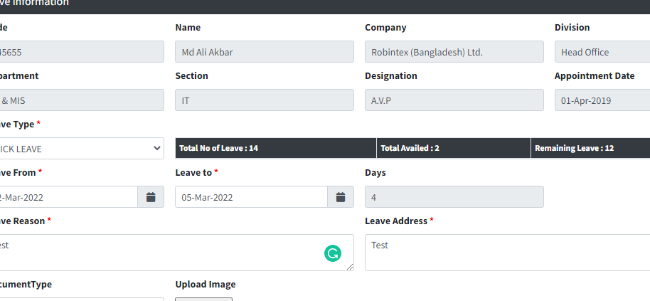 ve Information
de Name Company Division
45655 Md Ali Akbar Robintex (Bangladesh) Ltd. Head Office
partment Section Designation Appointment Date
& MIS IT A.V.P 01-Apr-2019
ave Type *
ICK LEAVE Total No of Leave : 14 Total Availed : 2 Remaining Leave : 12
ave From * Leave to * Days
2-Mar-2022 05-Mar-2022 4
ave Reason * Leave Address *
est Test
cumentType Upload Image